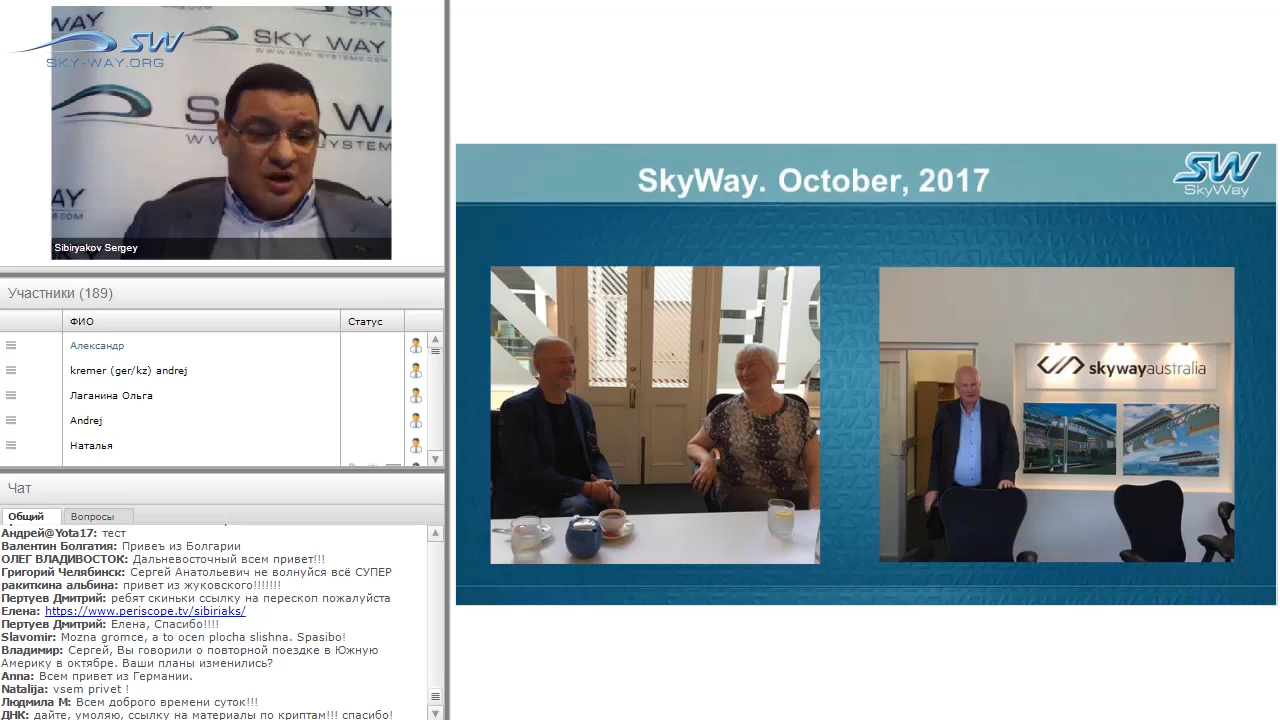 SKY WAY
WWW.RSW-SYSTEMS.COM
SW
SKY-WAY.ORG
Sibiryakov Sergey
Участники (189)
ФИО Статус
Александр
kremer (ger/kz) andrej
Лаганина Ольга
Andrej
Наталья
Чат
Общий Вопросы
Андрей@Yota17: тест
Валентин Болгатия: Привеъ из Болгарии
ОЛЕГ ВЛАДИВОСТОК: Дальневосточный всем привет!!!
Григорий Челябинск: Сергей Анатольевич не волнуйся всё СУПЕР
ракиткина альбина: привет из жуковского!!!!!!!
Пертуев Дмитрий: ребят скиньки ссылку на перескоп пожалуйста
Елена: https://www.periscope.tv/sibiriaks/
Пертуев Дмитрий: Елена, Спасибо!!!!
Slavomir: Mozna gromce, a to ocen plocha slishna. Spasibo!
Владимир: Сергей, Вы говорили о повторной поездке в Южную
Америку в октябре. Ваши планы изменились?
Anna: Всем привет из Германии.
Natalija: vsem privet !
Людмила М: Всем доброго времени суток!!!
ДНК: дайте, умоляю, ссылку на материалы по криптам!!! спасибо!
SkyWay. October, 2017
SW
SkyWay
skywayaustralia